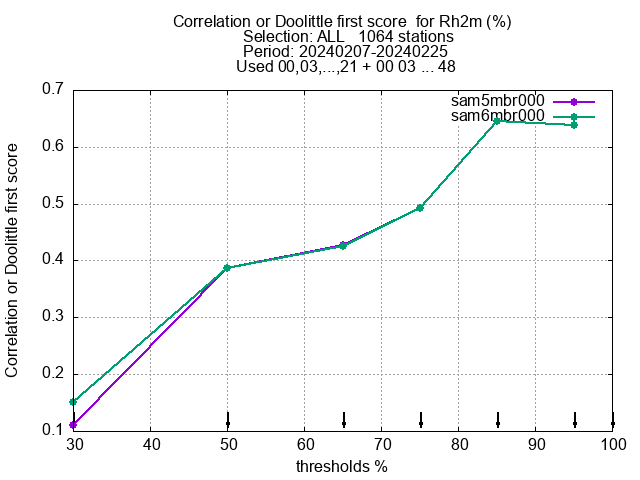 Correlation or Doolittle first score  for Rh2m (%)
Selection: ALL   1064 stations
Period: 20240207-20240225
Used 00,03,...,21 + 00 03 ... 48
sam5mbr000
sam6mbr000
Correlation or Doolittle first score
0.7
0.6
0.5
0.4
0.3
0.2
0.1
30 40 50 60 70 80 90 100
thresholds %